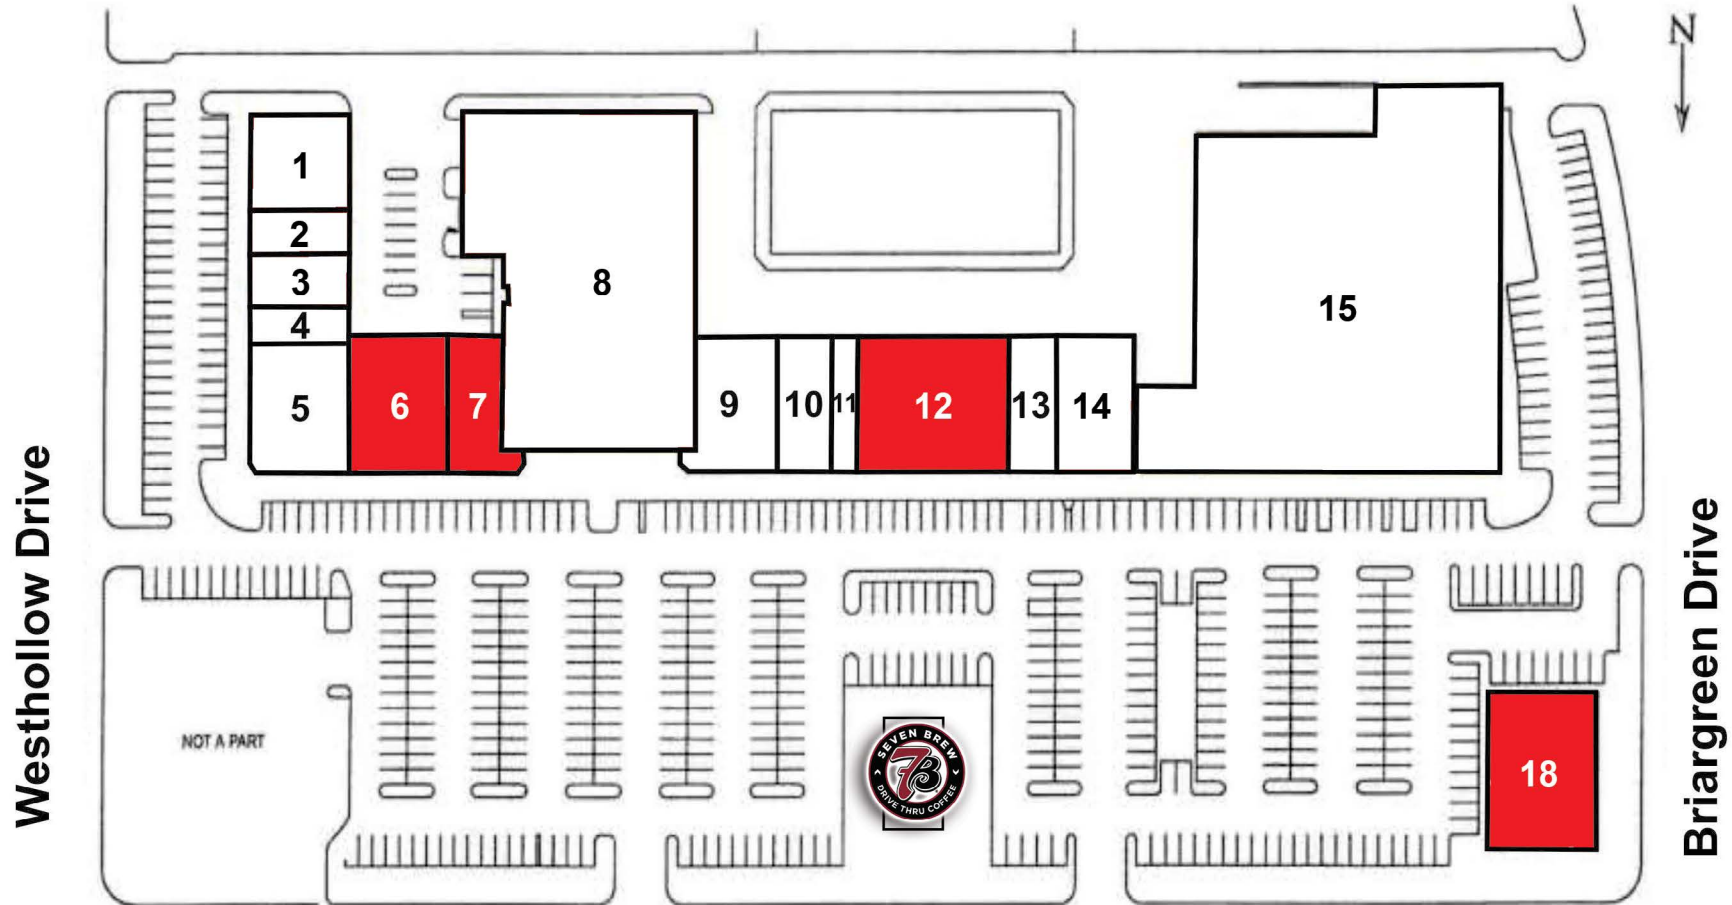 N
1
2
3
4
5
6
7
8
9
10
11
12
13
14
15
Westhollow Drive
Briargreen Drive
NOT A PART
SEVEN BREW
7B
DRIVE THRU COFFEE
18